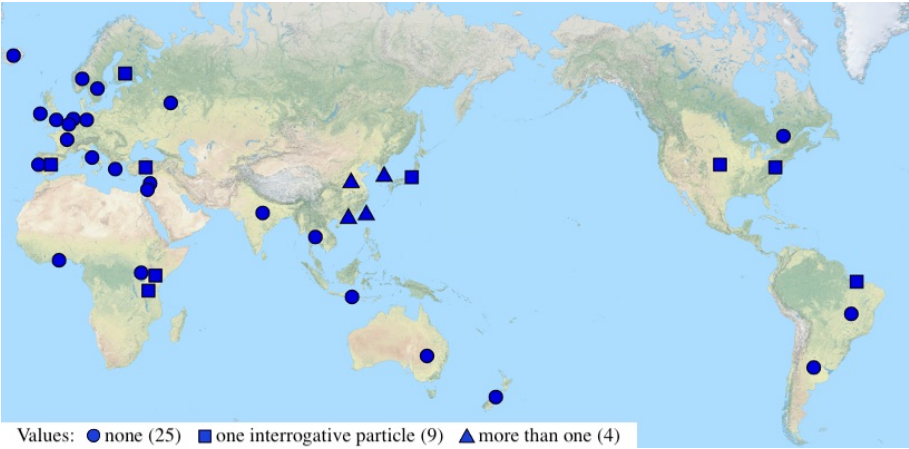 Values: none (25) one interrogative particle (9) more than one (4)